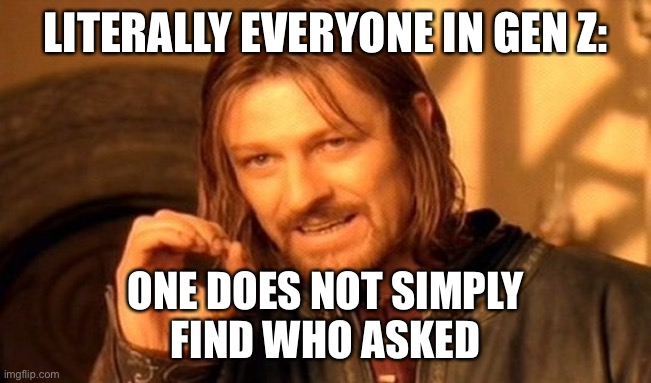 LITERALLY EVERYONE IN GEN Z:
ONE DOES NOT SIMPLY
FIND WHO ASKED
imgflip.com